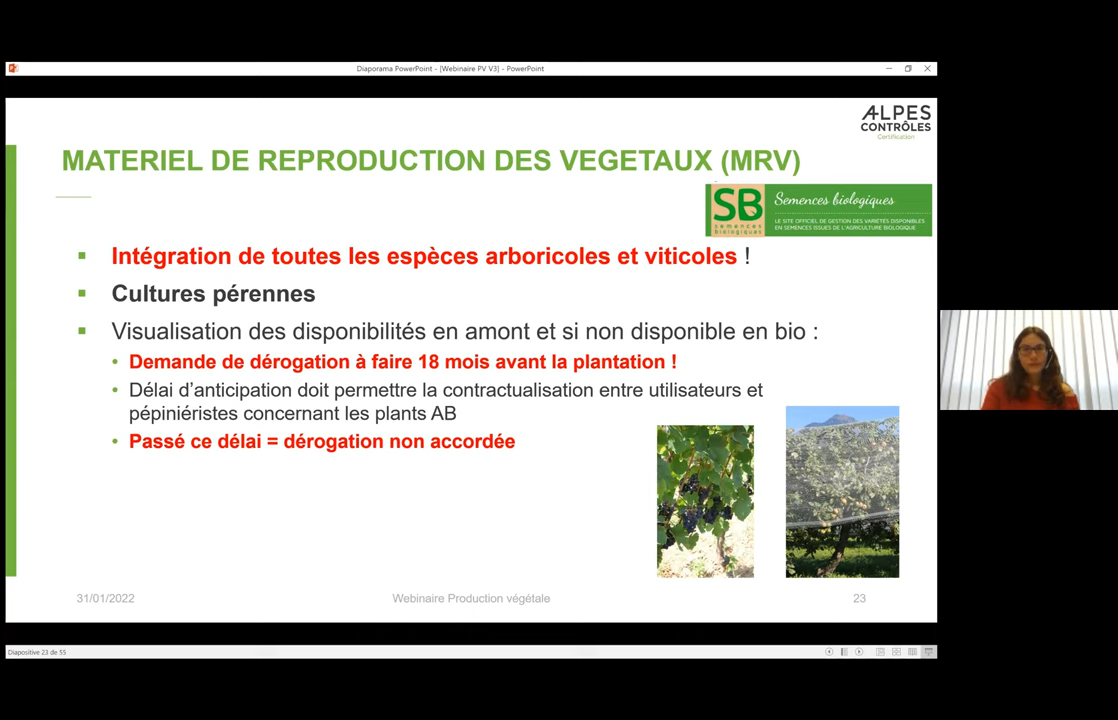 Diaporama PowerPoint - [Webinaire PV V3] - PowerPoint
ALPES
CONTRÔLES
Certification
MATERIEL DE REPRODUCTION DES VEGETAUX (MRV)
SB
semences
biologiques
Semences biologiques
LE SITE OFFICIEL DE GESTION DES VARIÉTÉS DISPONIBLES
EN SEMENCES ISSUES DE L'AGRICULTURE BIOLOGIQUE
Intégration de toutes les espèces arboricoles et viticoles !
Cultures pérennes
Visualisation des disponibilités en amont et si non disponible en bio :
Demande de dérogation à faire 18 mois avant la plantation !
Délai d'anticipation doit permettre la contractualisation entre utilisateurs et
pépiniéristes concernant les plants AB
Passé ce délai = dérogation non accordée
31/01/2022
Webinaire Production végétale
23
Diapositive 23 de 55